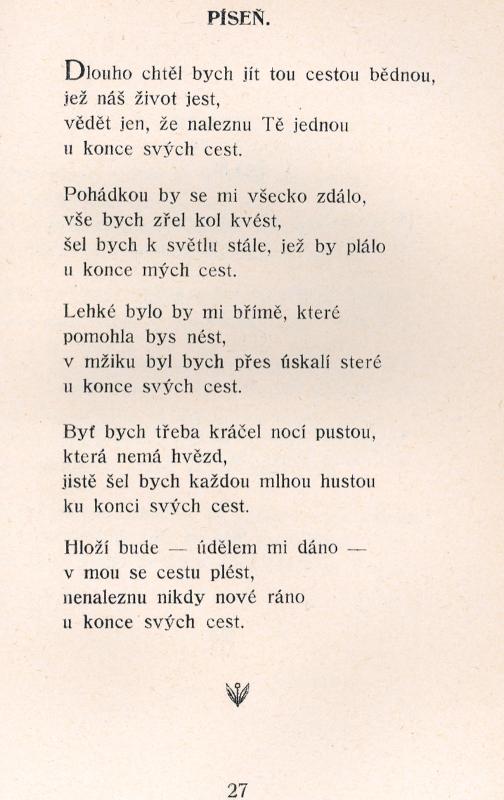 PÍSEŇ.
Dlouho chtěl bych jít tou cestou bědnou,
jež náš život jest,
vědět jen, že naleznu Tě jednou
u konce svých cest.
Pohádkou by se mi všecko zdálo,
vše bych zřel kol kvést,
šel bych k světlu stále, jež by plálo
u konce mých cest.
Lehké bylo by mi břímě, které
pomohla bys nést,
v mžiku byl bych přes úskalí steré
u konce svých cest.
Byť bych třeba kráčel nocí pustou,
která nemá hvězd,
jistě šel bych každou mlhou hustou
ku konci svých cest.
Hloží bude — údělem mi dáno —
v mou se cestu plést,
nenaleznu nikdy nové ráno
u konce svých cest.
27